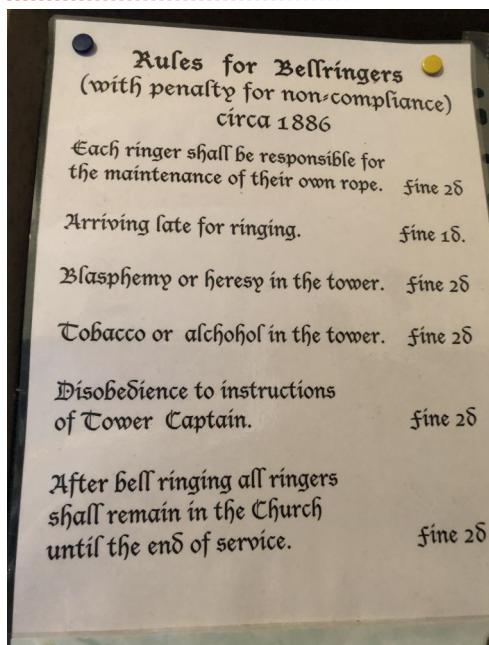 Rules for Bellringers
(with penalty for non-compliance)
circa 1886
Each ringer shall be responsible for
the maintenance of their own rope. fine 2d
Arriving late for ringing. fine 1d.
Blasphemy or heresy in the tower. fine 2d
Tobacco or alchohol in the tower. fine 2d
Disobedience to instructions
of Tower Captain. fine 2d
After bell ringing all ringers
shall remain in the Church
until the end of service. fine 2d